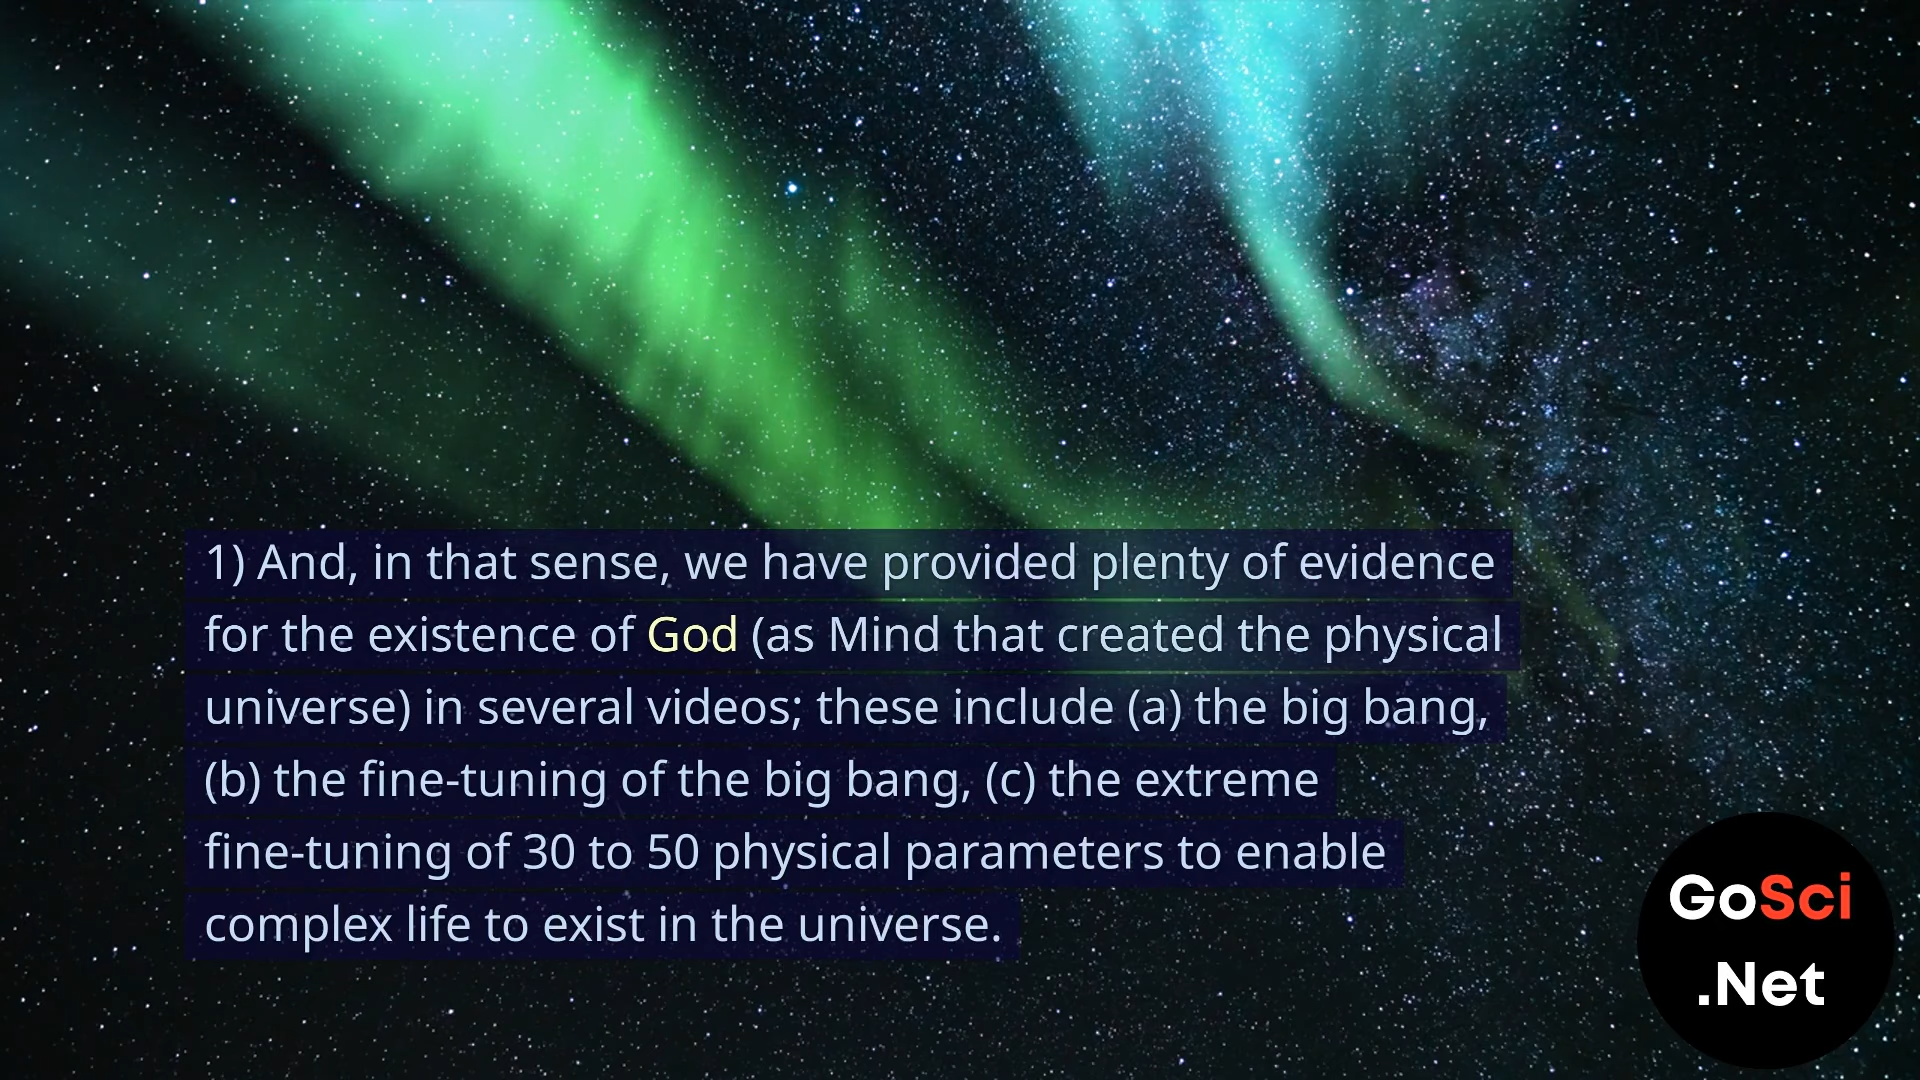 1) And, in that sense, we have provided plenty of evidence
for the existence of God (as Mind that created the physical
universe) in several videos; these include (a) the big bang,
(b) the fine-tuning of the big bang, (c) the extreme
fine-tuning of 30 to 50 physical parameters to enable
complex life to exist in the universe.
GoSci
.Net